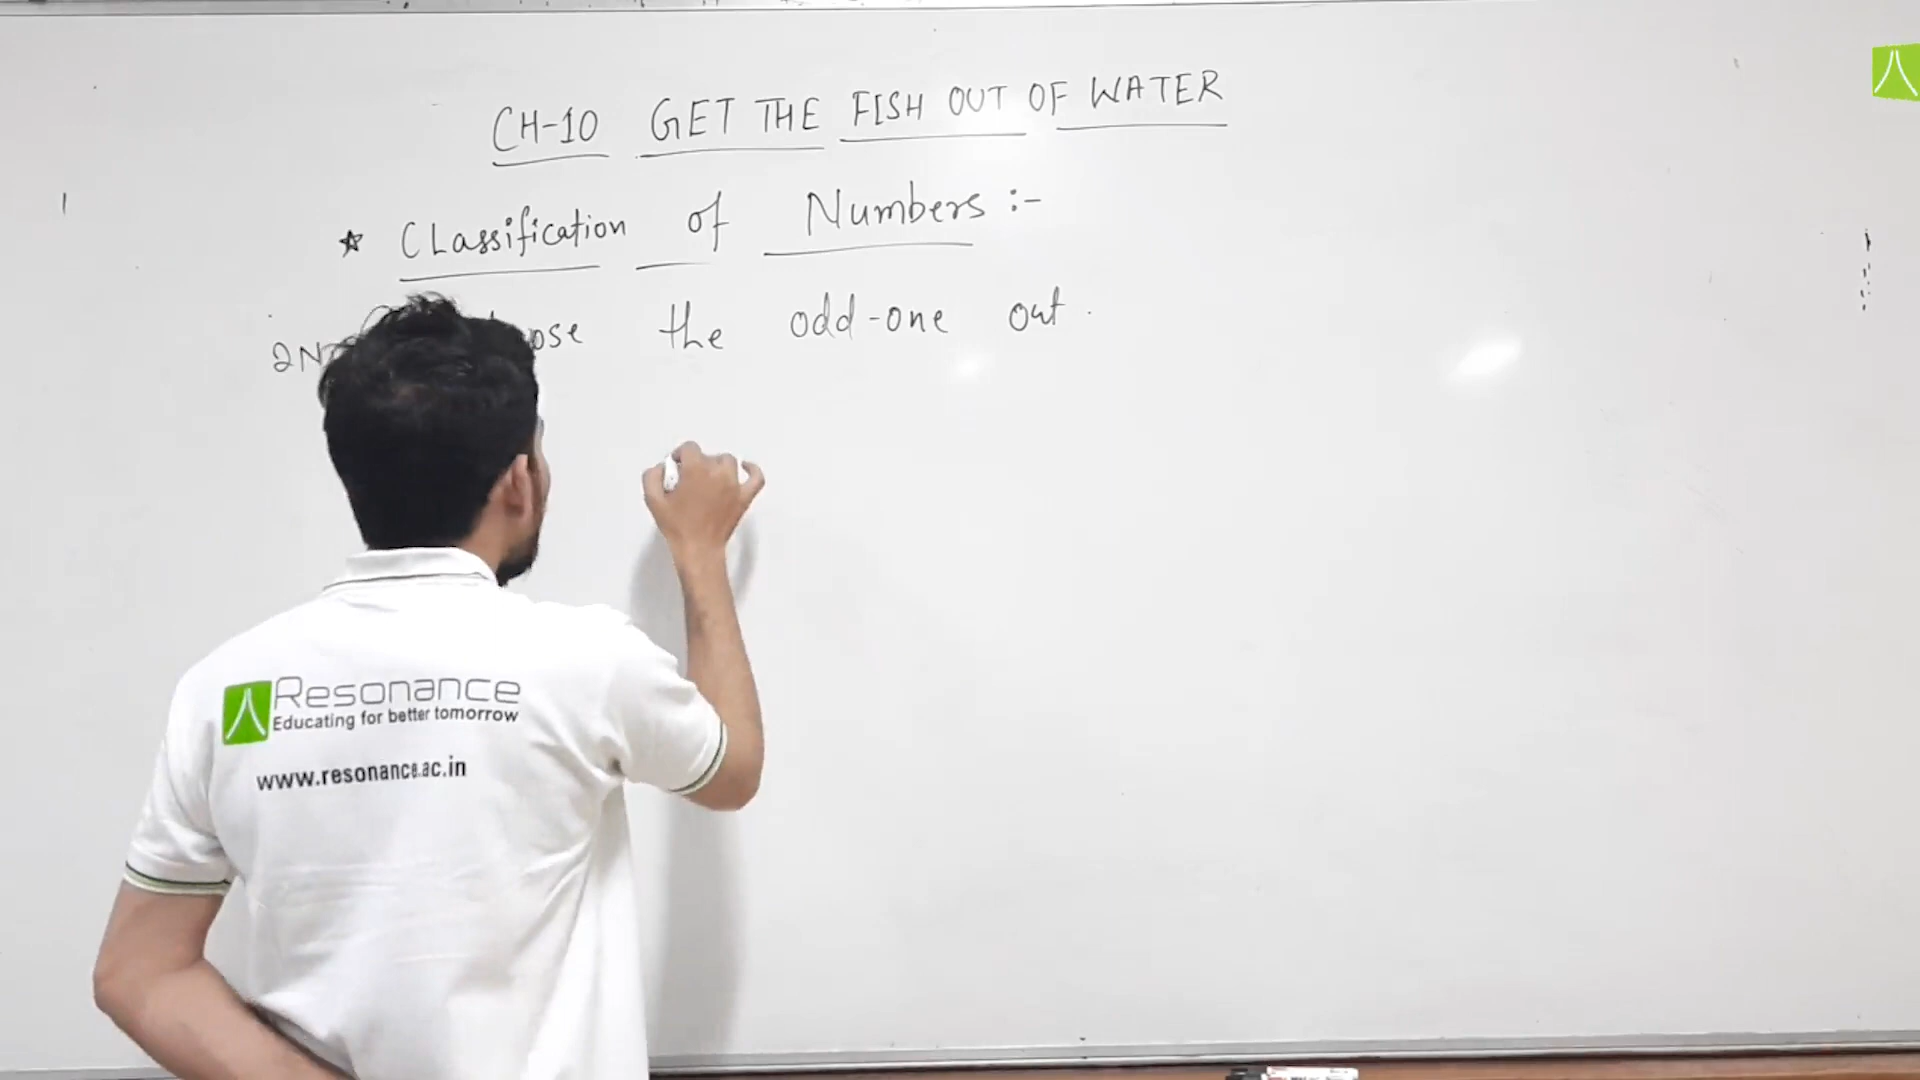 CH-10 GET THE FISH OUT OF WATER
CLassification of Numbers :-
the odd-one out.
Resonance
Educating for better tomorrow
www.resonance.ac.in